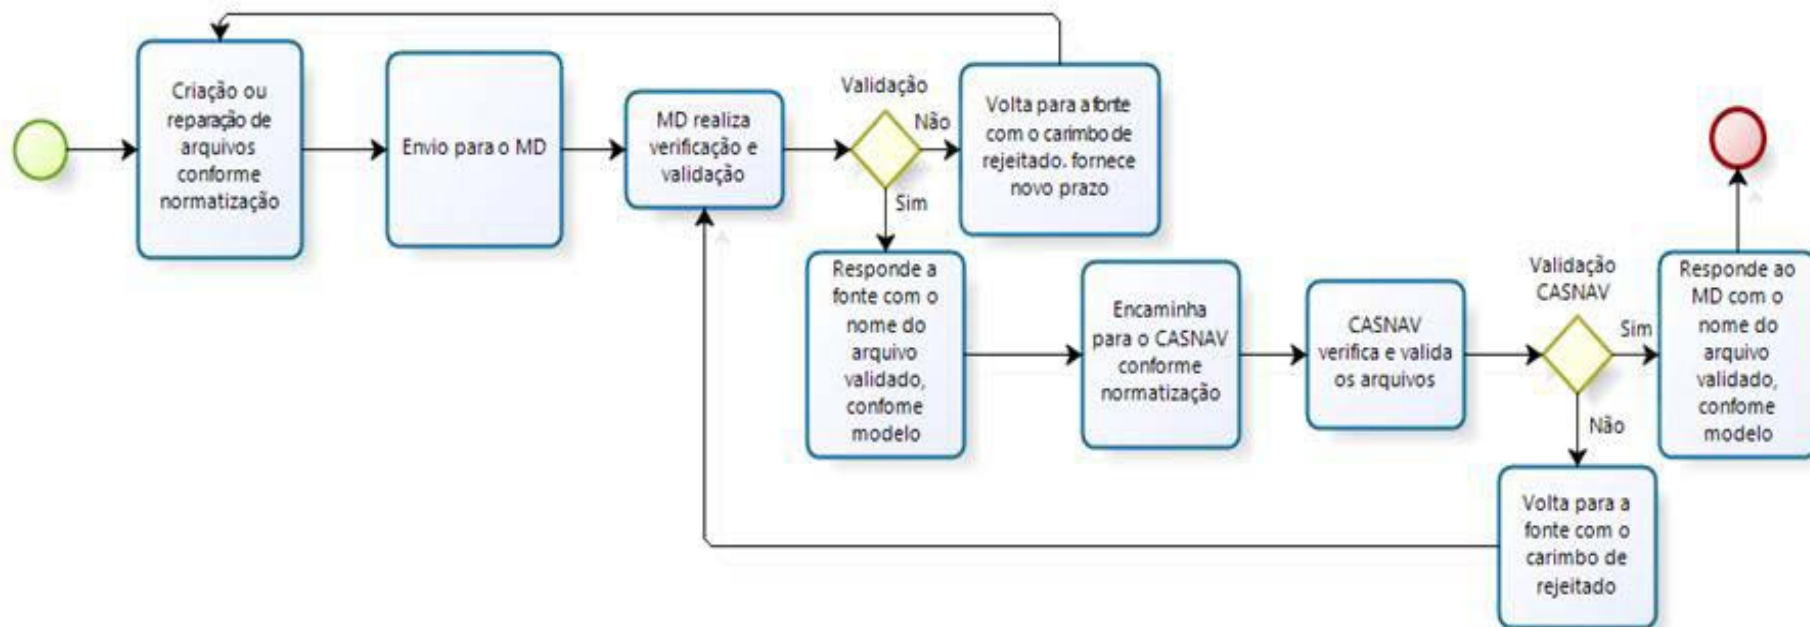 Criação ou
reparação de
arquivos
conforme
normatização
Envio para o MD
MD realiza
verificação e
validação
Validação
Não
Sim
Volta para a fonte
com o carimbo de
rejeitado. fornece
novo prazo
Responde a
fonte com o
nome do
arquivo
validado,
confome
modelo
Encaminha
para o CASNAV
conforme
normatização
CASNAV
verifica e valida
os arquivos
Validação
CASNAV
Sim
Não
Responde ao
MD com o
nome do
arquivo
validado,
confome
modelo
Volta para a
fonte com o
carimbo de
rejeitado